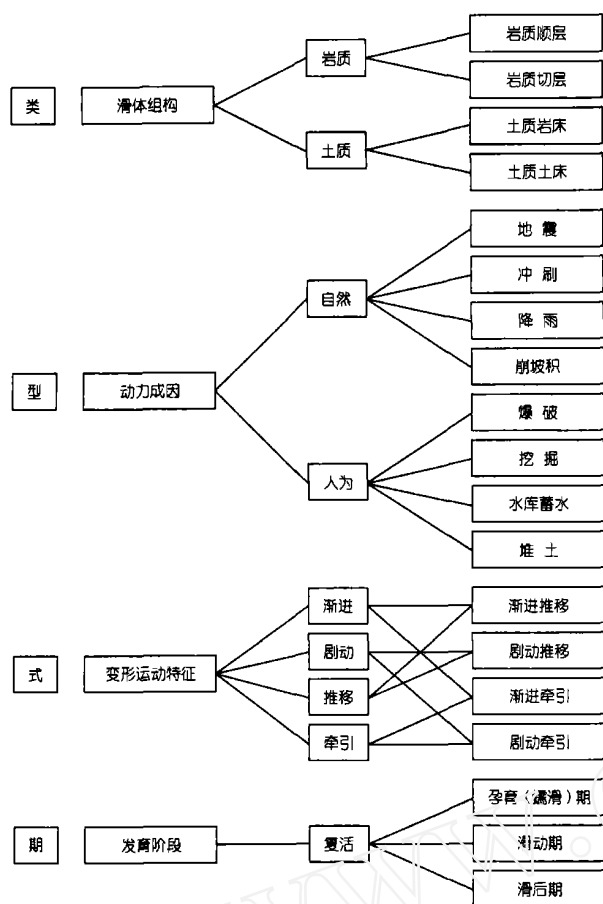 类
滑体组构
岩质
岩质顺层
岩质切层
土质
土质岩床
土质土床
型
动力成因
自然
地震
冲刷
降雨
崩坡积
人为
爆破
挖掘
水库蓄水
堆土
式
变形运动特征
渐进
剧动
推移
牵引
渐进推移
剧动推移
渐进牵引
剧动牵引
期
发育阶段
复活
孕育(蠕滑)期
滑动期
滑后期